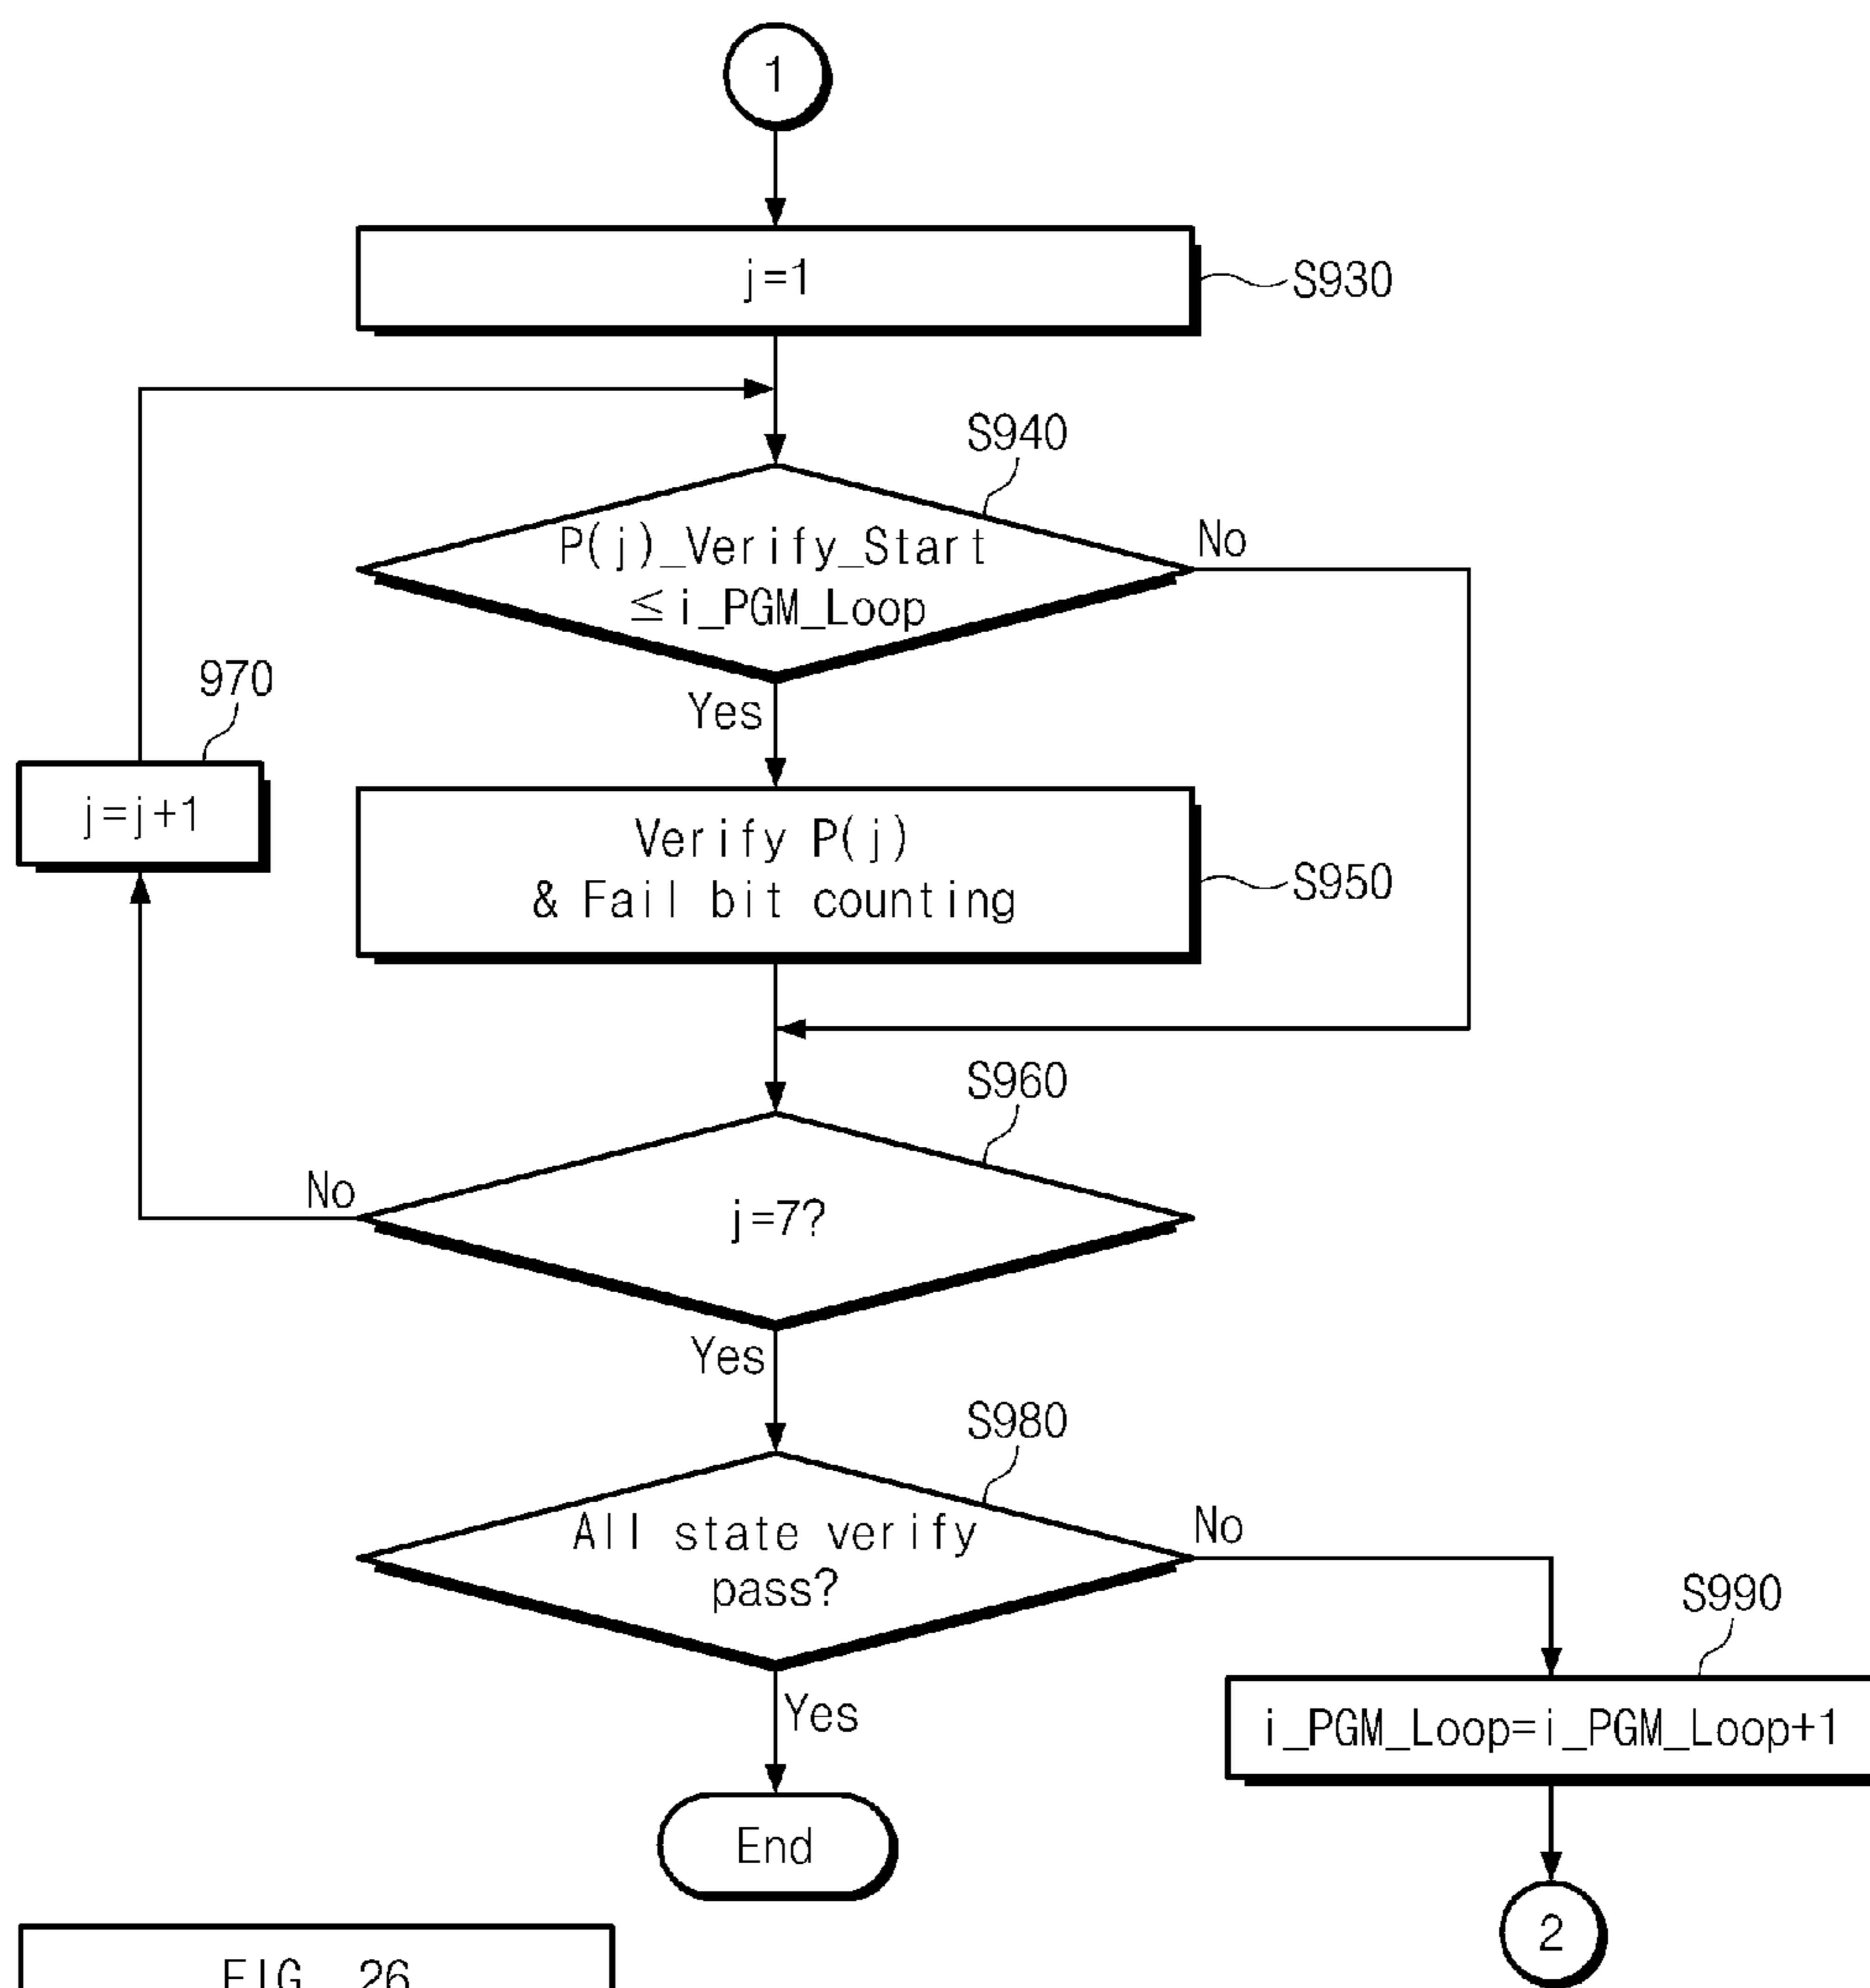 1
j=1
S930
S940
P(j)_Verify_Start
≤ i_PGM_Loop
No
Yes
970
j=j+1
Verify P(j)
& Fail bit counting
S950
S960
No
j=7?
Yes
S980
All state verify
pass?
No
Yes
S990
i_PGM_Loop=i_PGM_Loop+1
End
2
FIG. 26